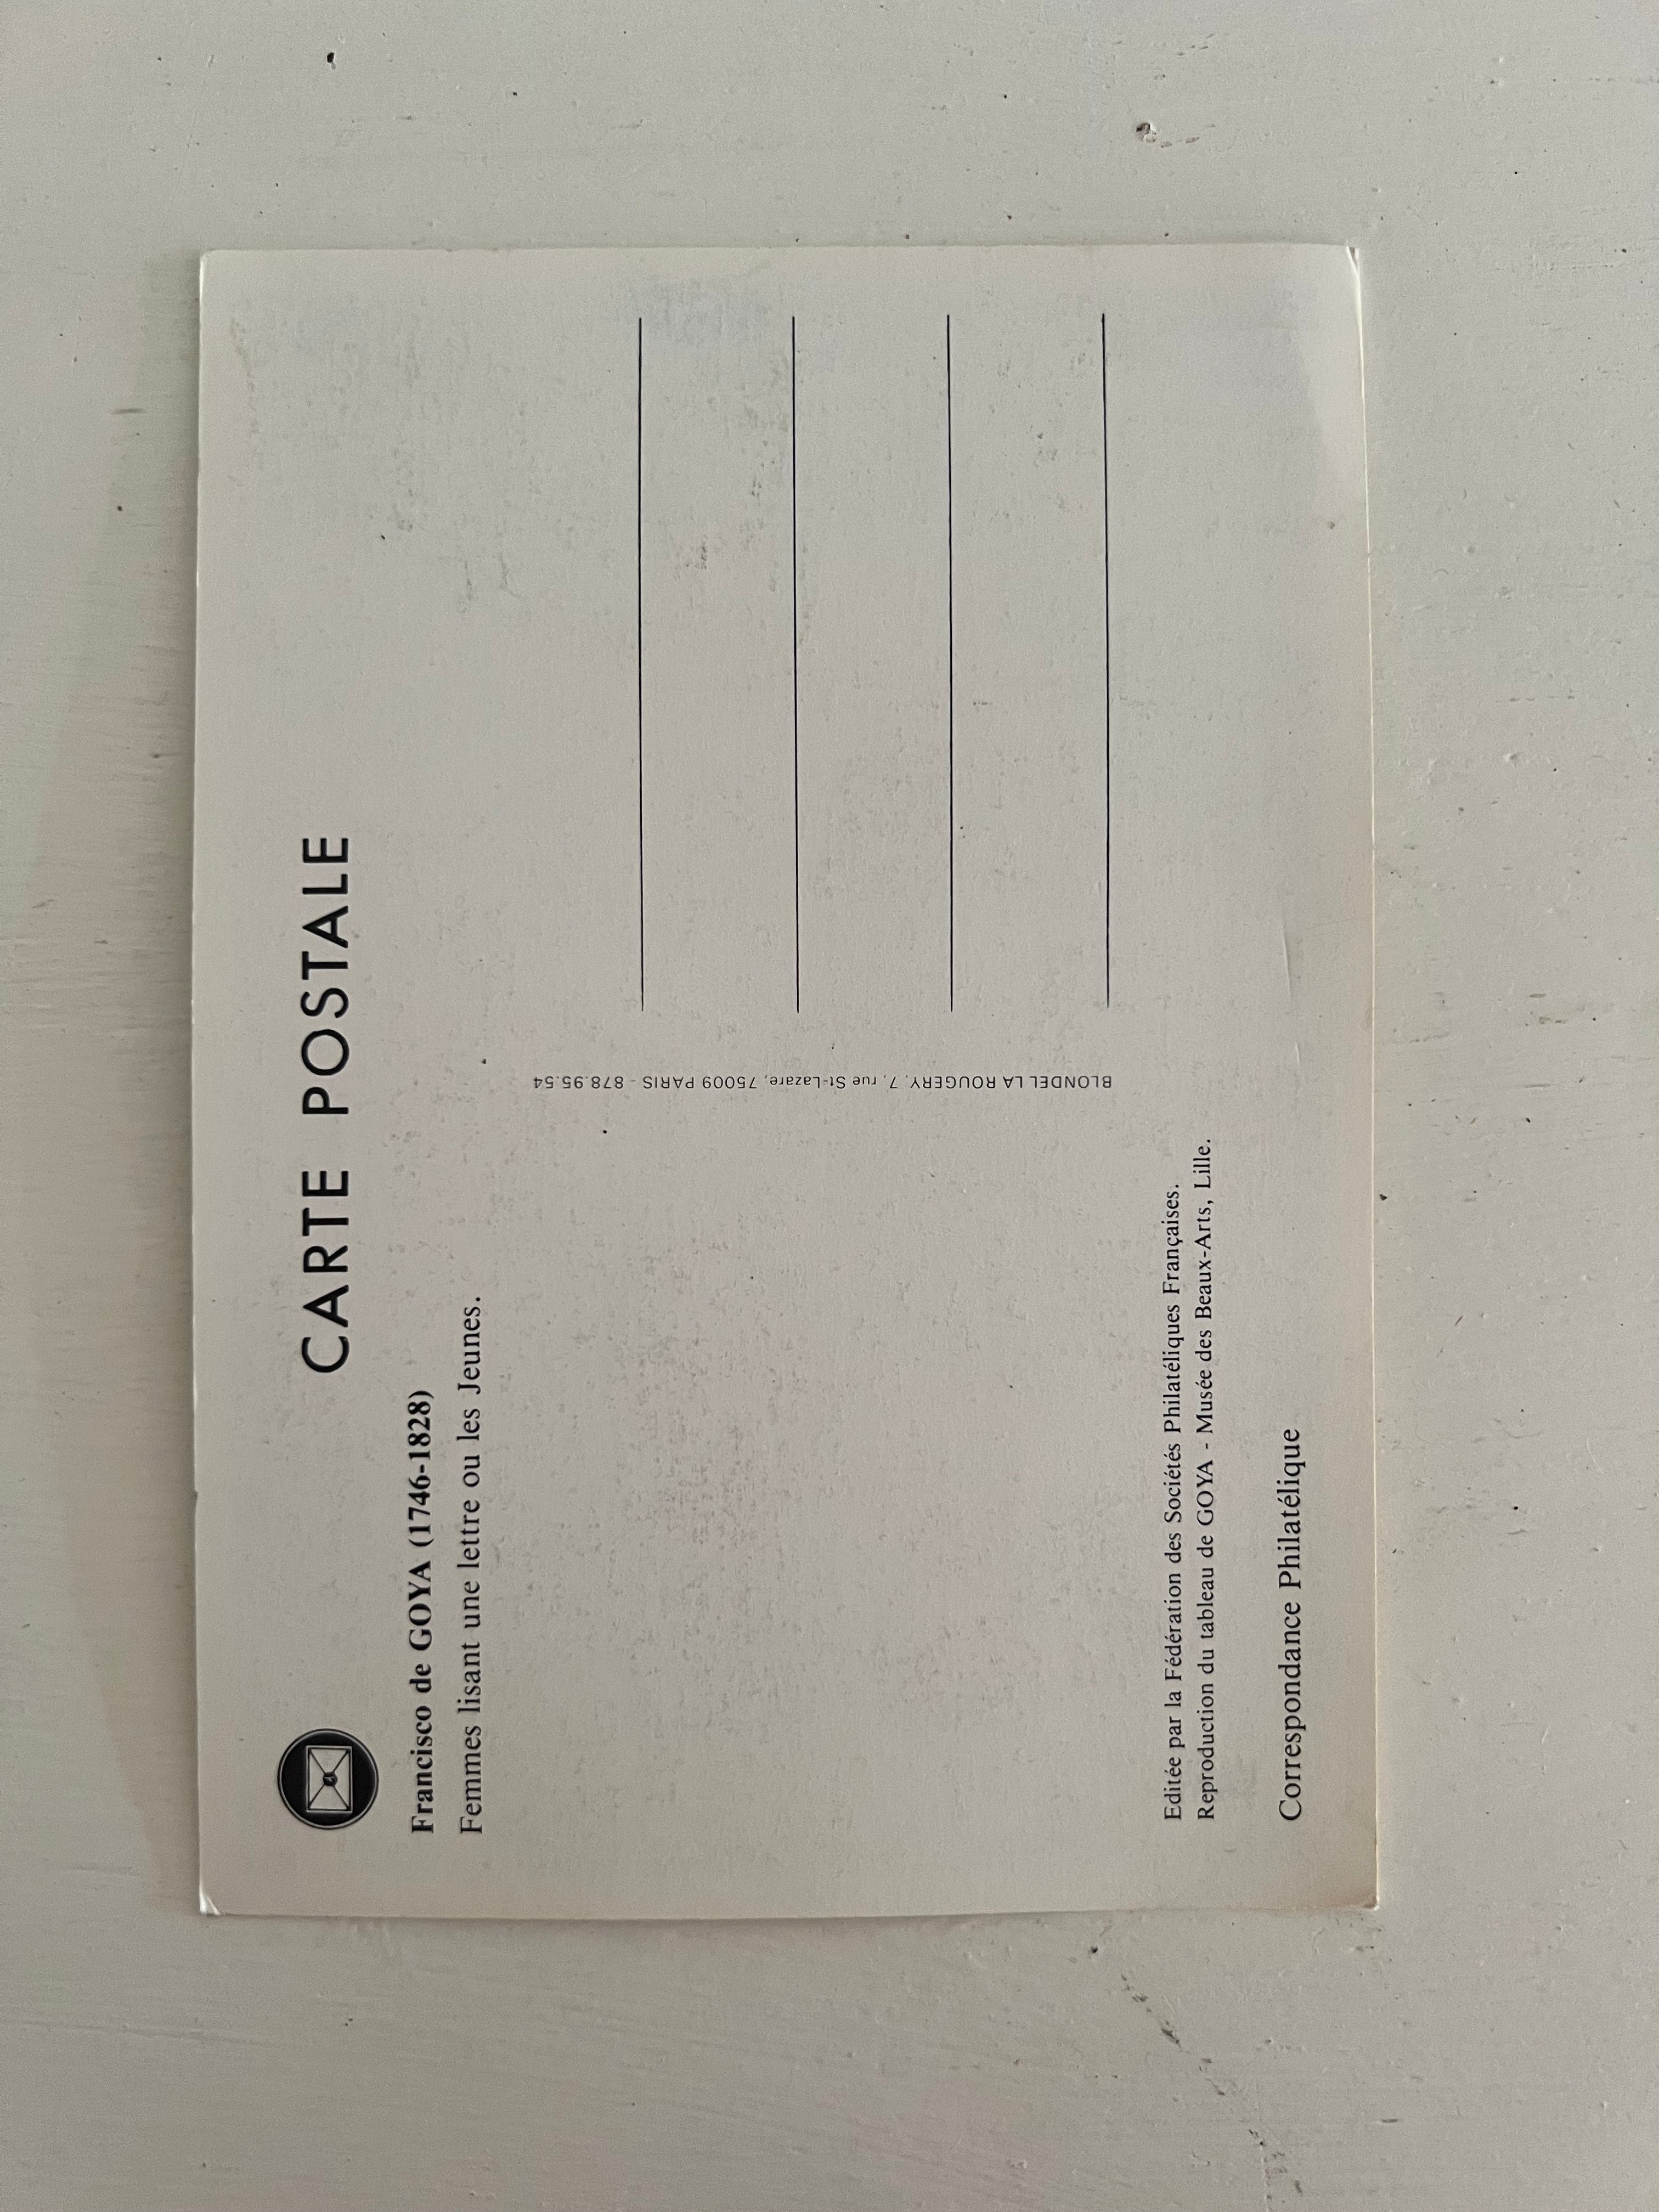 CARTE POSTALE
Francisco de GOYA (1746-1828)
Femmes lisant une lettre ou les Jeunes.
BLONDEL LA ROUGERY, 7, rue St-Lazare, 75009 PARIS - 878.95.54
Editée par la Fédération des Sociétés Philatéliques Françaises.
Reproduction du tableau de GOYA - Musée des Beaux-Arts, Lille.
Correspondance Philatélique